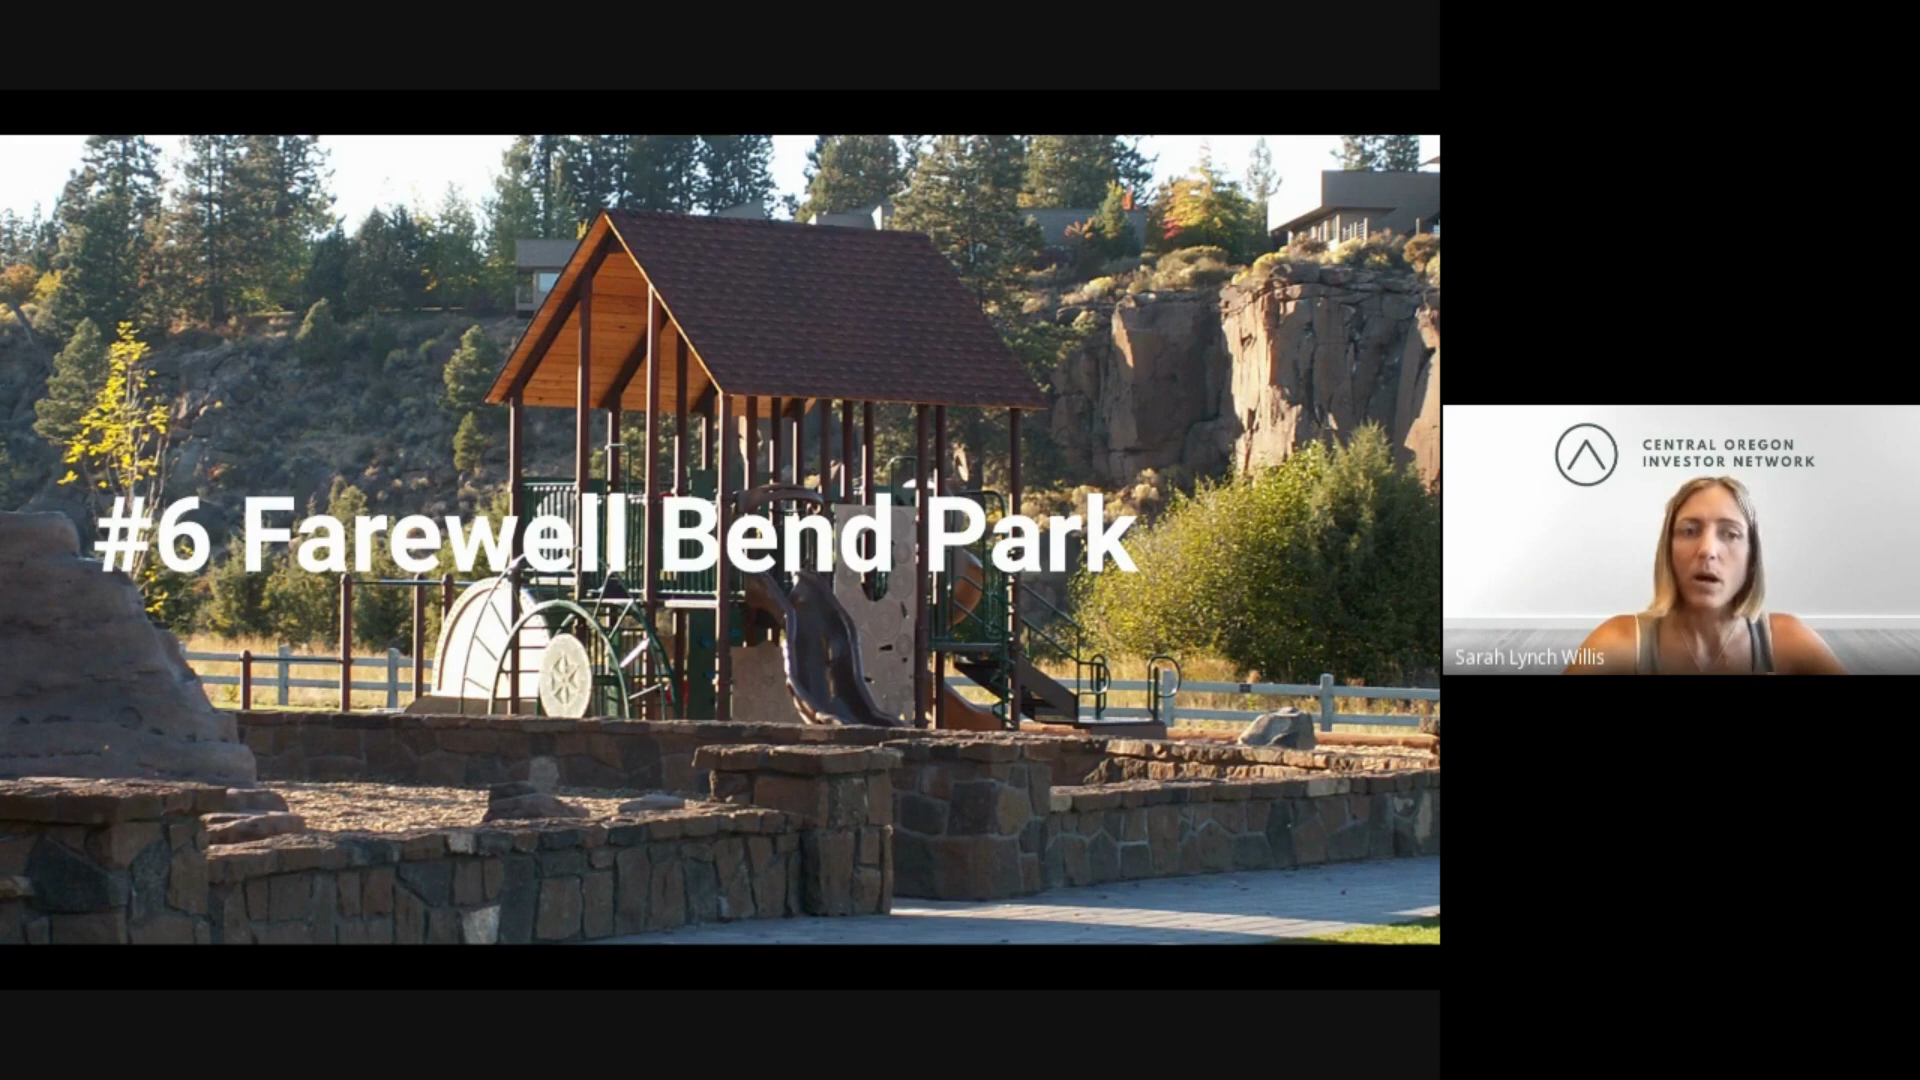 #6 Farewell Bend Park
CENTRAL OREGON
INVESTOR NETWORK
Sarah Lynch Willis